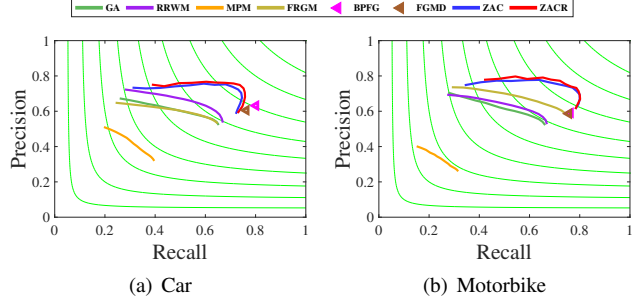 GA RRWM MPM FRGM BPFG FGMD ZAC ZACR
1 1
0.8 0.8
0.6 0.6
0.4 0.4
0.2 0.2
0 0
Precision Precision
0 0.2 0.4 0.6 0.8 1 0 0.2 0.4 0.6 0.8 1
Recall Recall
(a) Car (b) Motorbike